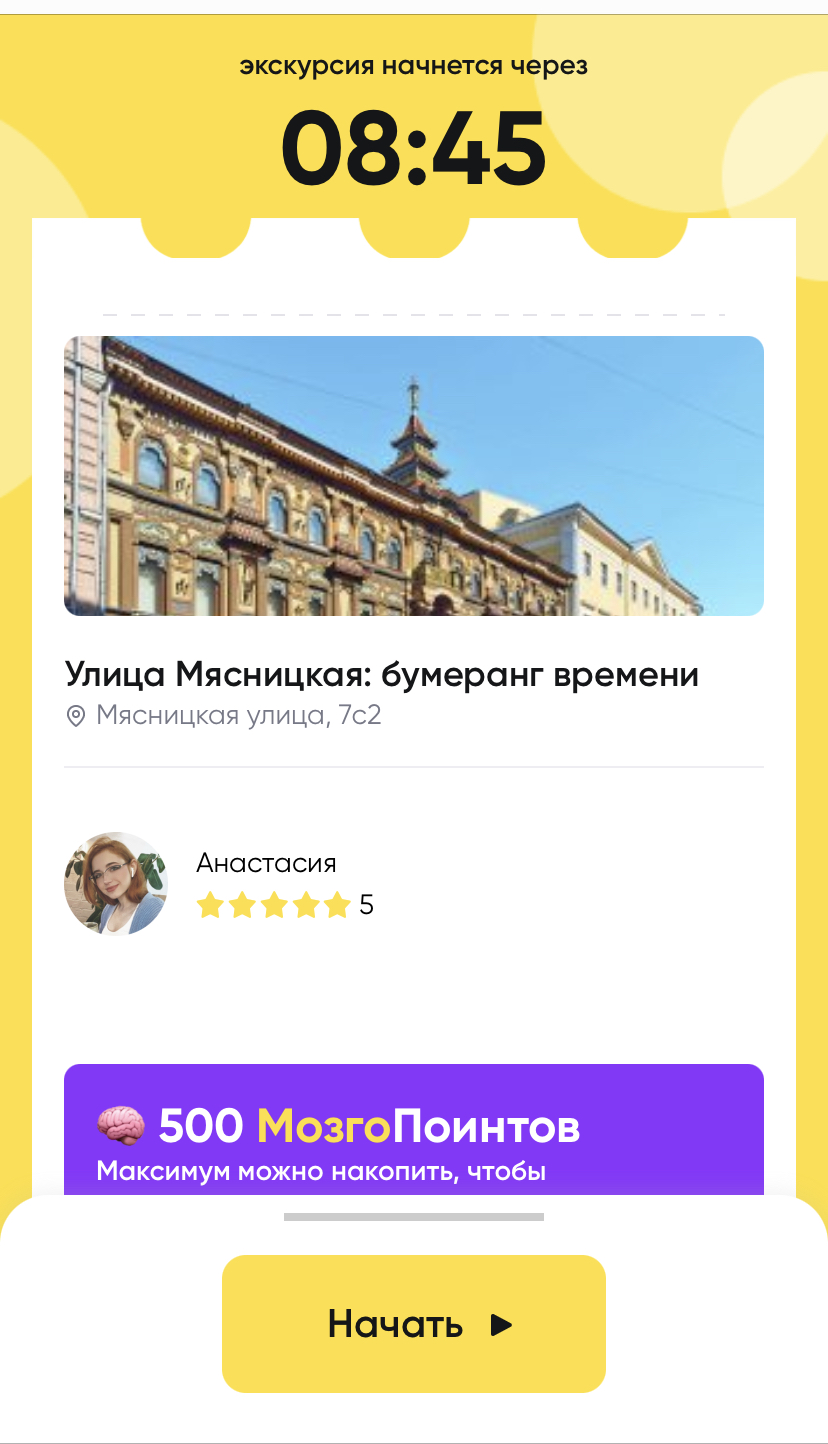 экскурсия начнется через
08:45
Улица Мясницкая: бумеранг времени
Мясницкая улица, 7с2
Анастасия
5
500 МозгоПоинтов
Максимум можно накопить, чтобы
Начать